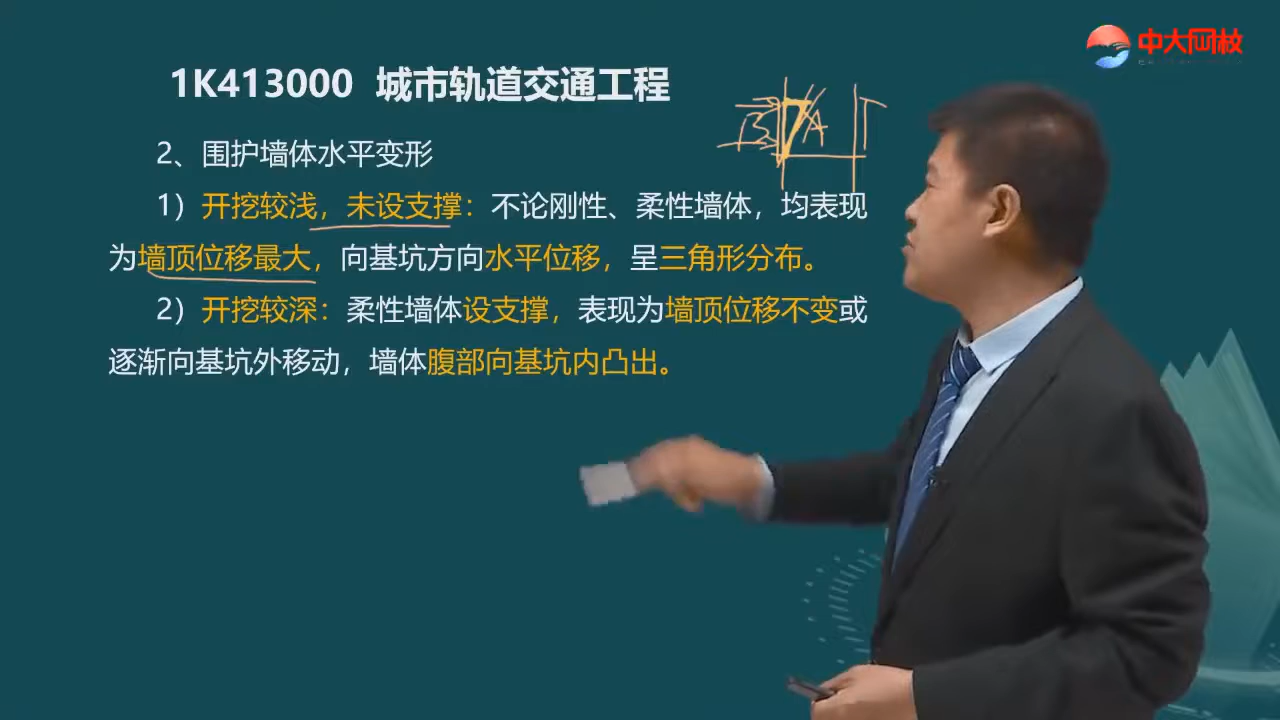 中大网校
1K413000 城市轨道交通工程
2、围护墙体水平变形
1）开挖较浅，未设支撑：不论刚性、柔性墙体，均表现
为墙顶位移最大，向基坑方向水平位移，呈三角形分布。
2）开挖较深：柔性墙体设支撑，表现为墙顶位移不变或
逐渐向基坑外移动，墙体腹部向基坑内凸出。
B A